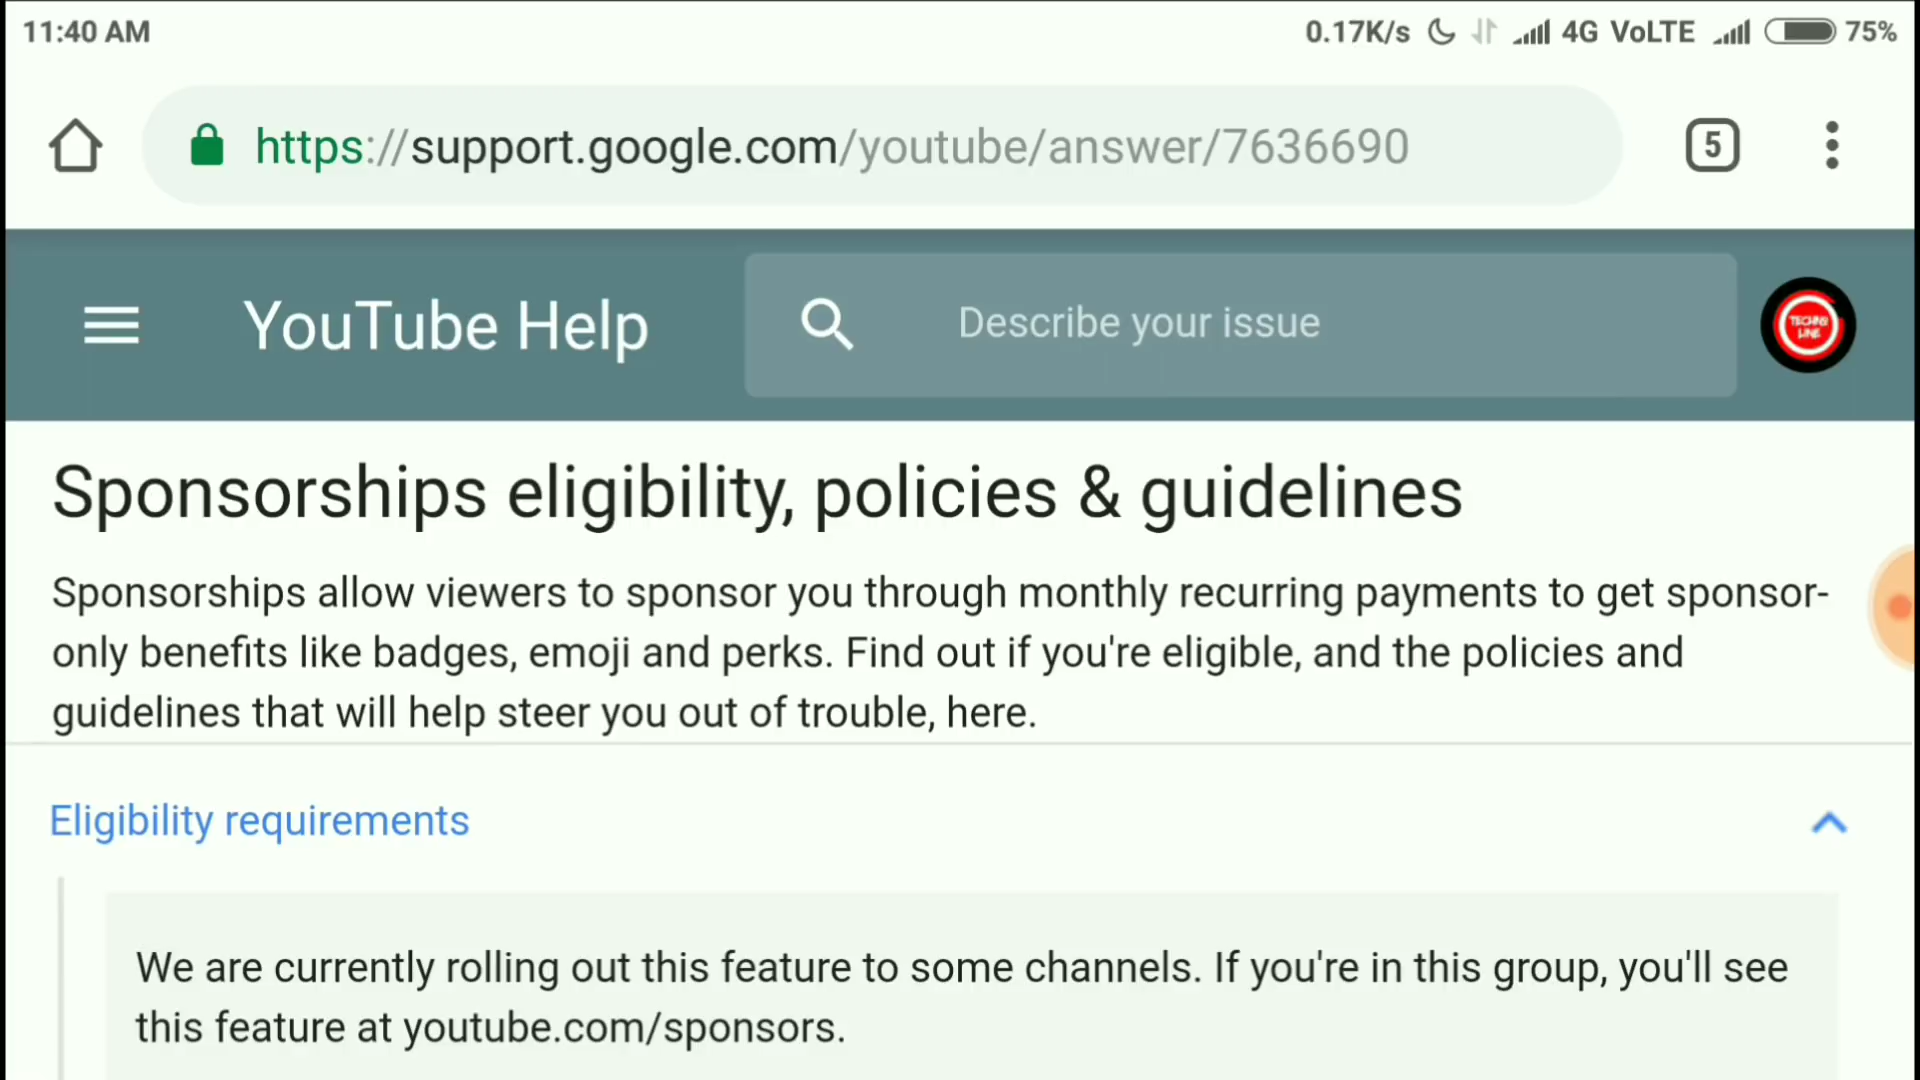 11:40 AM
0.17K/s 4G VoLTE 75%
https://support.google.com/youtube/answer/7636690
5
YouTube Help
Describe your issue
TECHNO
LINE
Sponsorships eligibility, policies & guidelines
Sponsorships allow viewers to sponsor you through monthly recurring payments to get sponsor-
only benefits like badges, emoji and perks. Find out if you're eligible, and the policies and
guidelines that will help steer you out of trouble, here.
Eligibility requirements
We are currently rolling out this feature to some channels. If you're in this group, you'll see
this feature at youtube.com/sponsors.